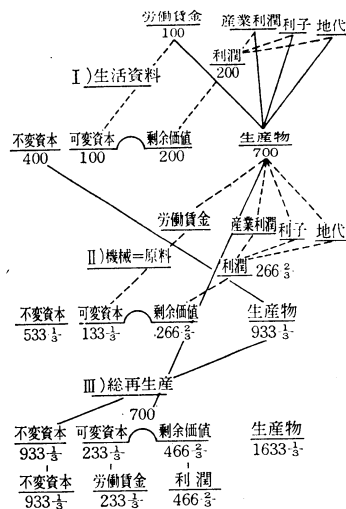 労働賃金 産業利潤 利子 地代
100
利潤
200
I)生活資料
不変資本 可変資本 剰余価値 生産物
400 100 200 700
労働賃金 産業利潤 利子 地代
II)機械=原料
利潤 266 2/3
不変資本 可変資本 剰余価値 生産物
533 1/3 133 1/3 266 2/3 933 1/3
III)総再生産
700
不変資本 可変資本 剰余価値 生産物
933 1/3 233 1/3 466 2/3 1633 1/3
不変資本 労働賃金 利潤
933 1/3 233 1/3 466 2/3